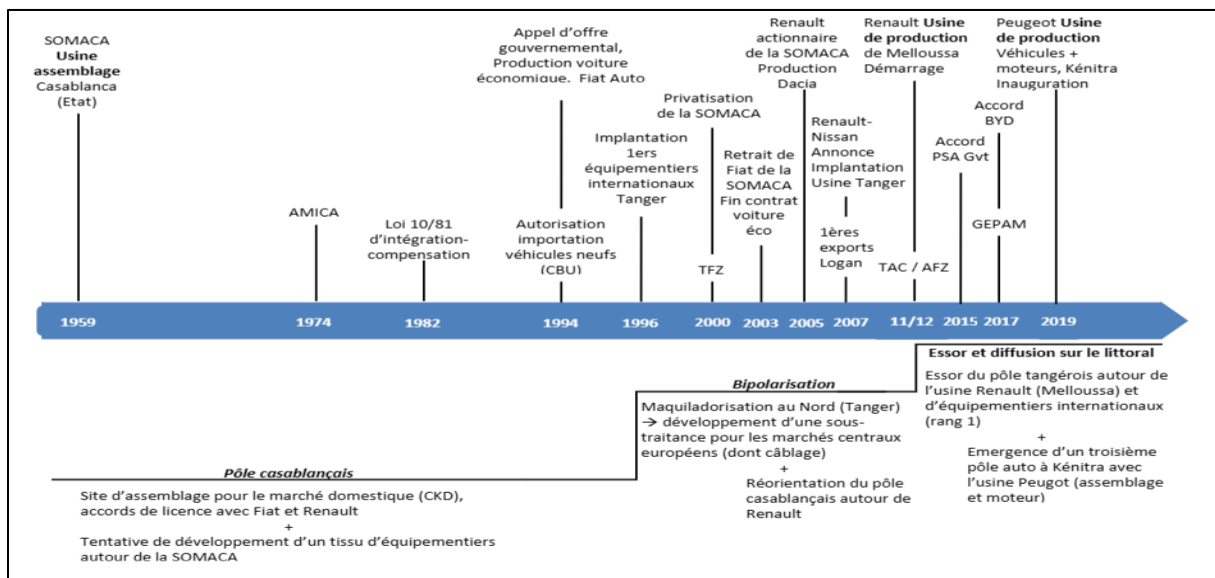 SOMACA
Usine
assemblage
Casablanca
(Etat)
AMICA
Loi 10/81
d'intégration-
compensation
Appel d'offre
gouvernemental,
Production voiture
économique. Fiat Auto
Autorisation
importation
véhicules neufs
(CBU)
Implantation
1ers
équipementiers
internationaux
Tanger
Privatisation
de la SOMACA
TFZ
Retrait de
Fiat de la
SOMACA
Fin contrat
voiture
éco
Renault
actionnaire
de la SOMACA
Production
Dacia
Renault-
Nissan
Annonce
Implantation
Usine Tanger
1ères
exports
Logan
Renault Usine
de production
de Melloussa
Démarrage
TAC / AFZ
Accord
PSA Gvt
Accord
BYD
GEPAM
Peugeot Usine
de production
Véhicules +
moteurs, Kénitra
Inauguration
1959 1974 1982 1994 1996 2000 2003 2005 2007 11/12 2015 2017 2019
Pôle casablançais
Site d'assemblage pour le marché domestique (CKD),
accords de licence avec Fiat et Renault
+
Tentative de développement d'un tissu d'équipementiers
autour de la SOMACA
Bipolarisation
Maquiladorisation au Nord (Tanger)
→ développement d'une sous-
traitance pour les marchés centraux
européens (dont câblage)
+
Réorientation du pôle
casablançais autour de
Renault
Essor et diffusion sur le littoral
Essor du pôle tangérois autour de
l'usine Renault (Melloussa) et
d'équipementiers internationaux
(rang 1)
+
Emergence d'un troisième
pôle auto à Kénitra avec
l'usine Peugot (assemblage
et moteur)